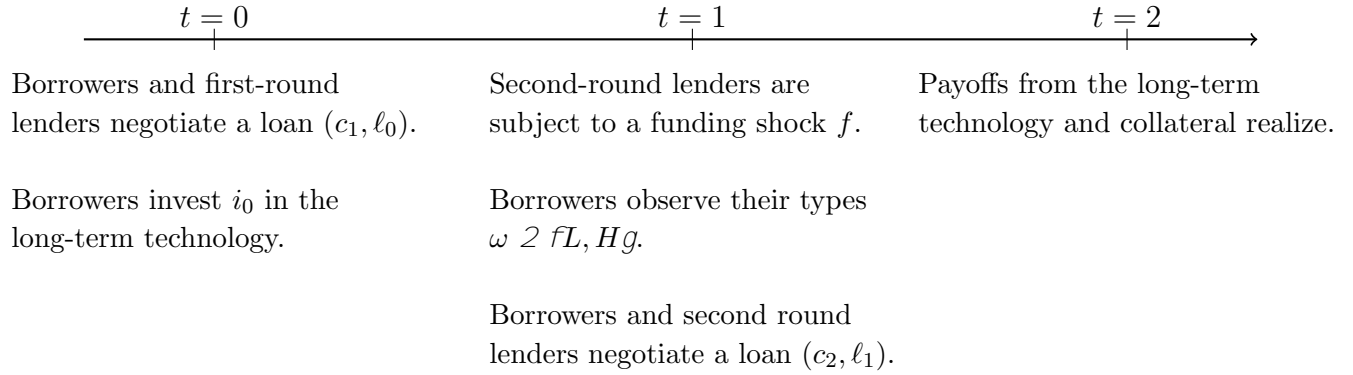 t = 0
t = 1
t = 2
Borrowers and first-round
lenders negotiate a loan (c₁, ℓ₀).
Borrowers invest i₀ in the
long-term technology.
Second-round lenders are
subject to a funding shock f.
Borrowers observe their types
ω 2 fL, Hg.
Borrowers and second round
lenders negotiate a loan (c₂, ℓ₁).
Payoffs from the long-term
technology and collateral realize.